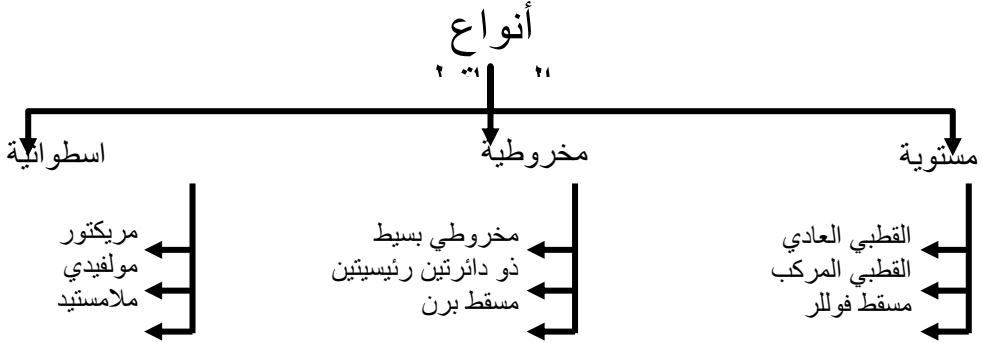 أنواع
مستوية
مخروطية
اسطوانية
القطبي العادي
القطبي المركب
مسقط فوللر
مخروطي بسيط
ذو دائرتين رئيسيتين
مسقط برن
مريكتور
مولفيدي
ملامستيد